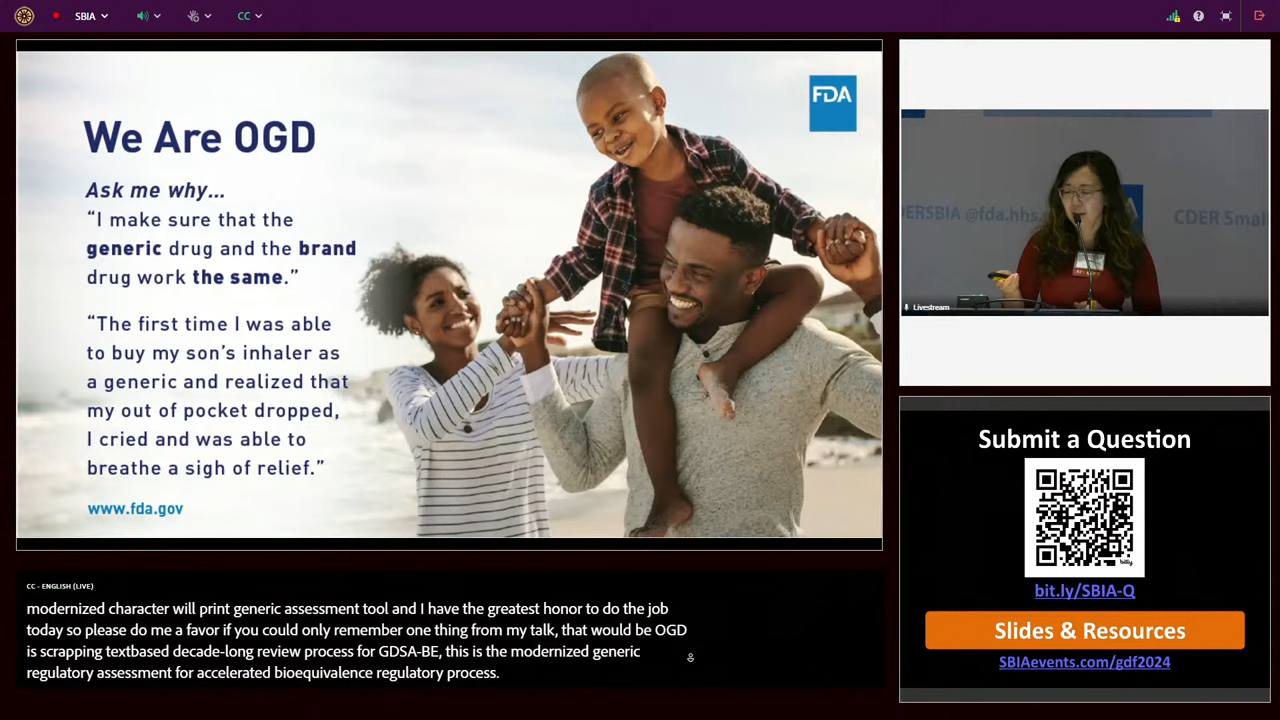 SBIA
CC
We Are OGD
FDA
Ask me why...
“I make sure that the
generic drug and the brand
drug work the same.”
“The first time I was able
to buy my son’s inhaler as
a generic and realized that
my out of pocket dropped,
I cried and was able to
breathe a sigh of relief.”
www.fda.gov
DERSBIA @fda.hhs.
CDER Smal
Livestream
Submit a Question
bitly
bit.ly/SBIA-Q
Slides & Resources
SBIAevents.com/gdf2024
CC - ENGLISH (LIVE)
modernized character will print generic assessment tool and I have the greatest honor to do the job
today so please do me a favor if you could only remember one thing from my talk, that would be OGD
is scrapping textbased decade-long review process for GDSA-BE, this is the modernized generic
regulatory assessment for accelerated bioequivalence regulatory process.